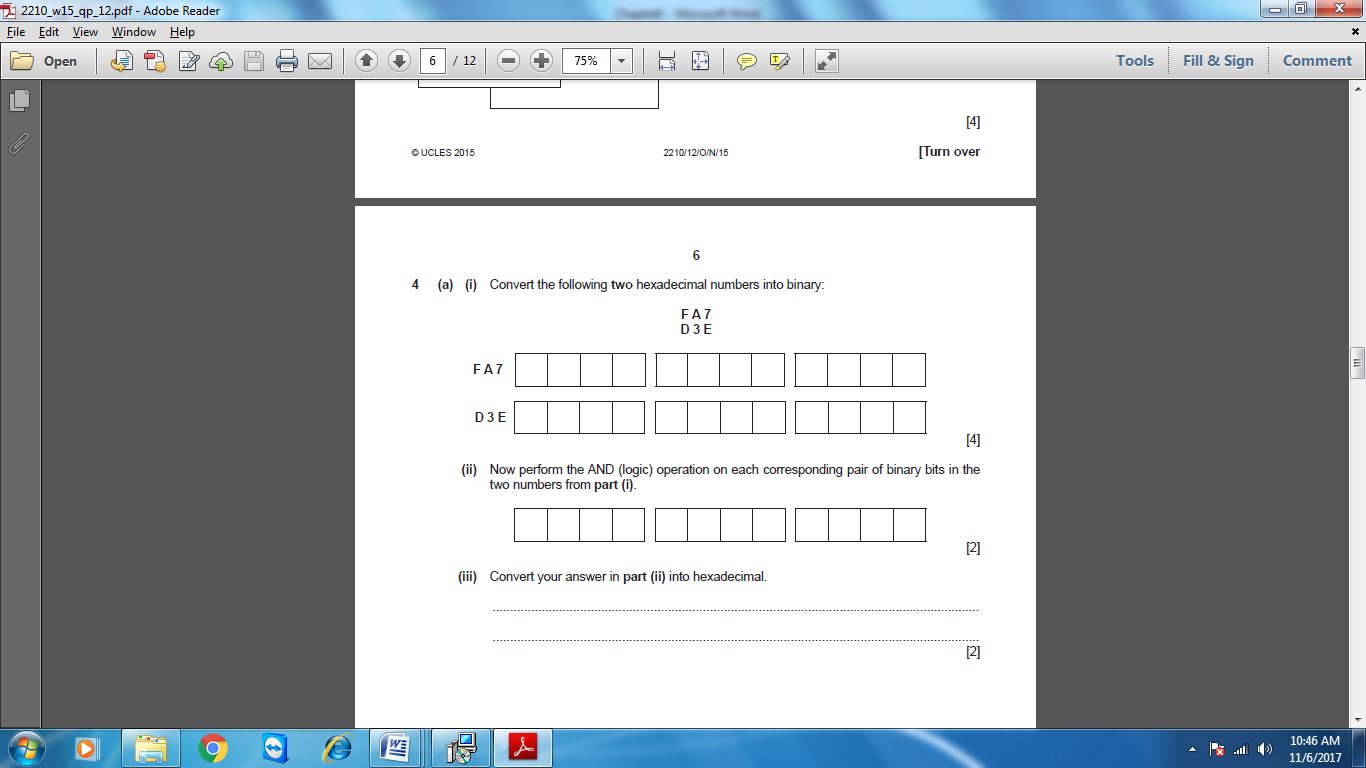 2210_w15_qp_12.pdf - Adobe Reader
File Edit View Window Help
Open 6 / 12 75% Tools Fill & Sign Comment
[4]
© UCLES 2015 2210/12/O/N/15 [Turn over
6
4 (a) (i) Convert the following two hexadecimal numbers into binary:
F A 7
D 3 E
F A 7
D 3 E
[4]
(ii) Now perform the AND (logic) operation on each corresponding pair of binary bits in the
two numbers from part (i).
[2]
(iii) Convert your answer in part (ii) into hexadecimal.
[2]
10:46 AM
11/6/2017